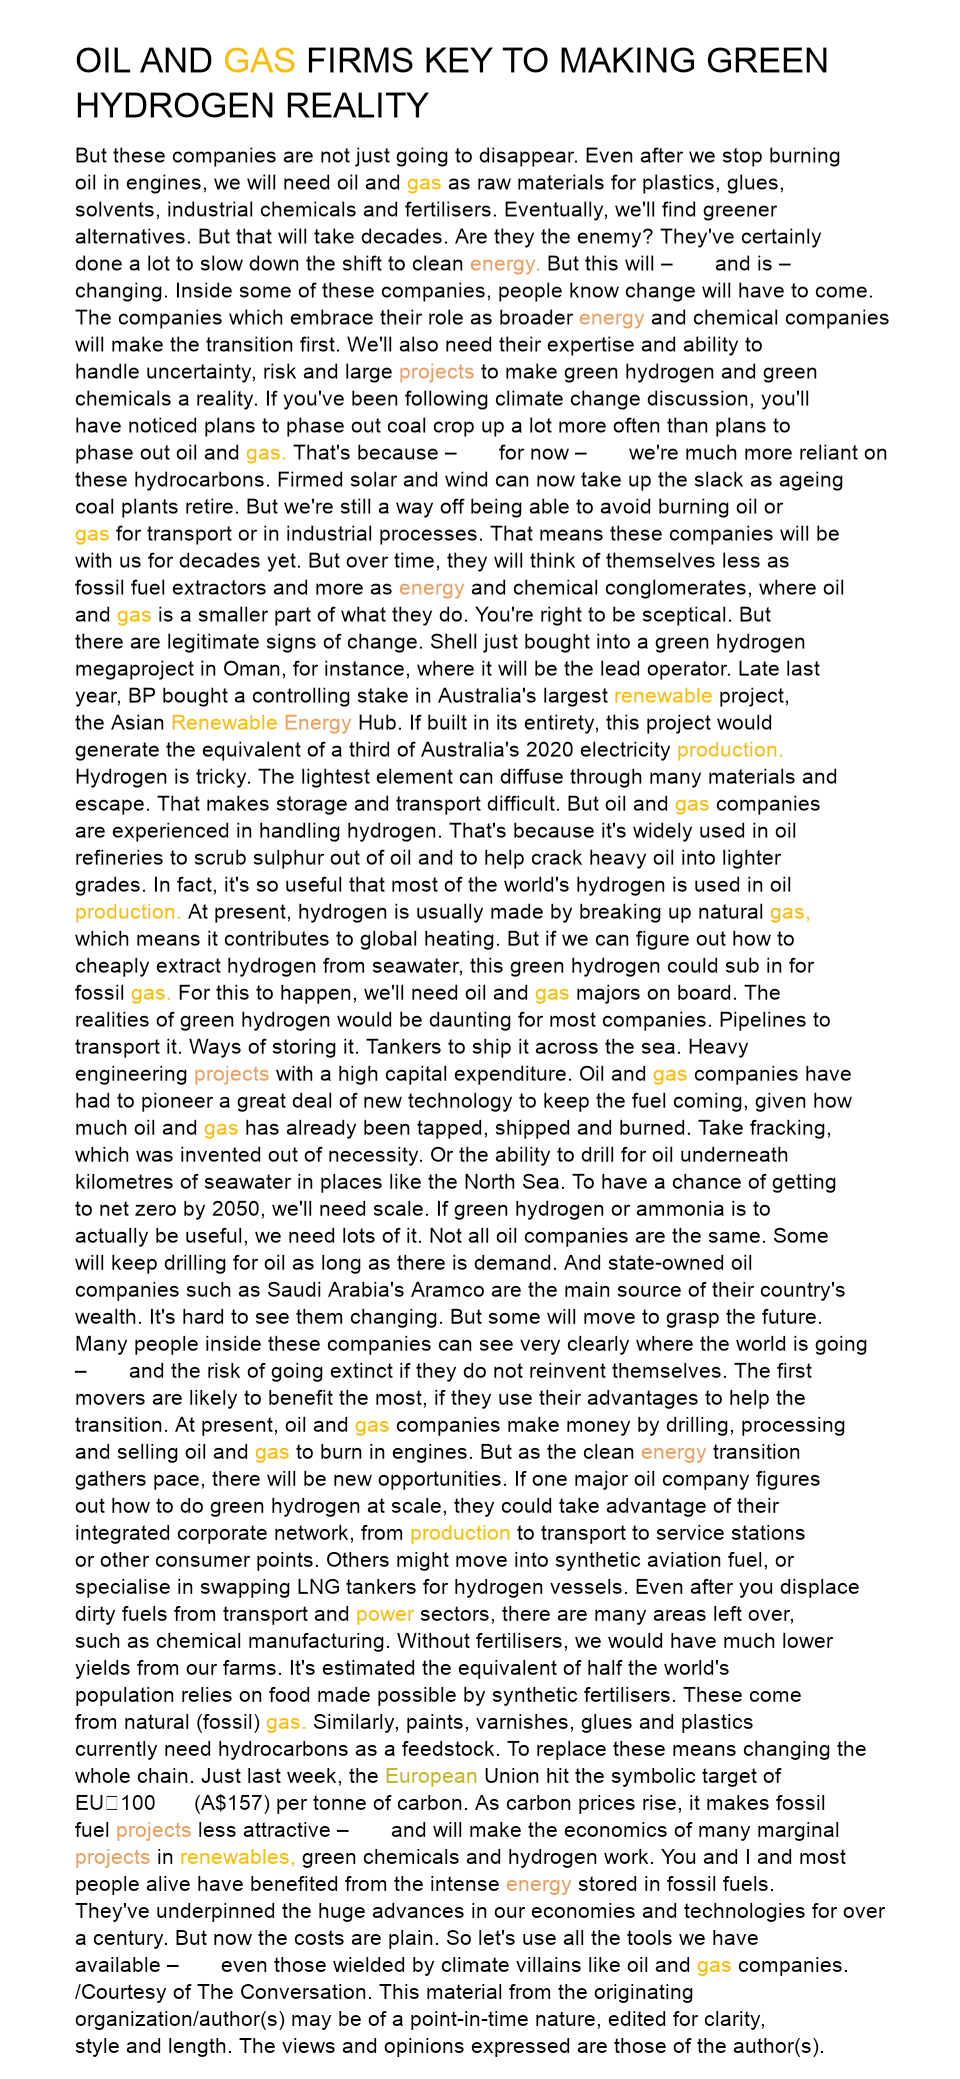 OIL AND GAS FIRMS KEY TO MAKING GREEN
HYDROGEN REALITY
But these companies are not just going to disappear. Even after we stop burning
oil in engines, we will need oil and gas as raw materials for plastics, glues,
solvents, industrial chemicals and fertilisers. Eventually, we'll find greener
alternatives. But that will take decades. Are they the enemy? They've certainly
done a lot to slow down the shift to clean energy. But this will – and is –
changing. Inside some of these companies, people know change will have to come.
The companies which embrace their role as broader energy and chemical companies
will make the transition first. We'll also need their expertise and ability to
handle uncertainty, risk and large projects to make green hydrogen and green
chemicals a reality. If you've been following climate change discussion, you'll
have noticed plans to phase out coal crop up a lot more often than plans to
phase out oil and gas. That's because – for now – we're much more reliant on
these hydrocarbons. Firmed solar and wind can now take up the slack as ageing
coal plants retire. But we're still a way off being able to avoid burning oil or
gas for transport or in industrial processes. That means these companies will be
with us for decades yet. But over time, they will think of themselves less as
fossil fuel extractors and more as energy and chemical conglomerates, where oil
and gas is a smaller part of what they do. You're right to be sceptical. But
there are legitimate signs of change. Shell just bought into a green hydrogen
megaproject in Oman, for instance, where it will be the lead operator. Late last
year, BP bought a controlling stake in Australia's largest renewable project,
the Asian Renewable Energy Hub. If built in its entirety, this project would
generate the equivalent of a third of Australia's 2020 electricity production.
Hydrogen is tricky. The lightest element can diffuse through many materials and
escape. That makes storage and transport difficult. But oil and gas companies
are experienced in handling hydrogen. That's because it's widely used in oil
refineries to scrub sulphur out of oil and to help crack heavy oil into lighter
grades. In fact, it's so useful that most of the world's hydrogen is used in oil
production. At present, hydrogen is usually made by breaking up natural gas,
which means it contributes to global heating. But if we can figure out how to
cheaply extract hydrogen from seawater, this green hydrogen could sub in for
fossil gas. For this to happen, we'll need oil and gas majors on board. The
realities of green hydrogen would be daunting for most companies. Pipelines to
transport it. Ways of storing it. Tankers to ship it across the sea. Heavy
engineering projects with a high capital expenditure. Oil and gas companies have
had to pioneer a great deal of new technology to keep the fuel coming, given how
much oil and gas has already been tapped, shipped and burned. Take fracking,
which was invented out of necessity. Or the ability to drill for oil underneath
kilometres of seawater in places like the North Sea. To have a chance of getting
to net zero by 2050, we'll need scale. If green hydrogen or ammonia is to
actually be useful, we need lots of it. Not all oil companies are the same. Some
will keep drilling for oil as long as there is demand. And state-owned oil
companies such as Saudi Arabia's Aramco are the main source of their country's
wealth. It's hard to see them changing. But some will move to grasp the future.
Many people inside these companies can see very clearly where the world is going
– and the risk of going extinct if they do not reinvent themselves. The first
movers are likely to benefit the most, if they use their advantages to help the
transition. At present, oil and gas companies make money by drilling, processing
and selling oil and gas to burn in engines. But as the clean energy transition
gathers pace, there will be new opportunities. If one major oil company figures
out how to do green hydrogen at scale, they could take advantage of their
integrated corporate network, from production to transport to service stations
or other consumer points. Others might move into synthetic aviation fuel, or
specialise in swapping LNG tankers for hydrogen vessels. Even after you displace
dirty fuels from transport and power sectors, there are many areas left over,
such as chemical manufacturing. Without fertilisers, we would have much lower
yields from our farms. It's estimated the equivalent of half the world's
population relies on food made possible by synthetic fertilisers. These come
from natural (fossil) gas. Similarly, paints, varnishes, glues and plastics
currently need hydrocarbons as a feedstock. To replace these means changing the
whole chain. Just last week, the European Union hit the symbolic target of
EU□100 (A$157) per tonne of carbon. As carbon prices rise, it makes fossil
fuel projects less attractive – and will make the economics of many marginal
projects in renewables, green chemicals and hydrogen work. You and I and most
people alive have benefited from the intense energy stored in fossil fuels.
They've underpinned the huge advances in our economies and technologies for over
a century. But now the costs are plain. So let's use all the tools we have
available – even those wielded by climate villains like oil and gas companies.
/Courtesy of The Conversation. This material from the originating
organization/author(s) may be of a point-in-time nature, edited for clarity,
style and length. The views and opinions expressed are those of the author(s).